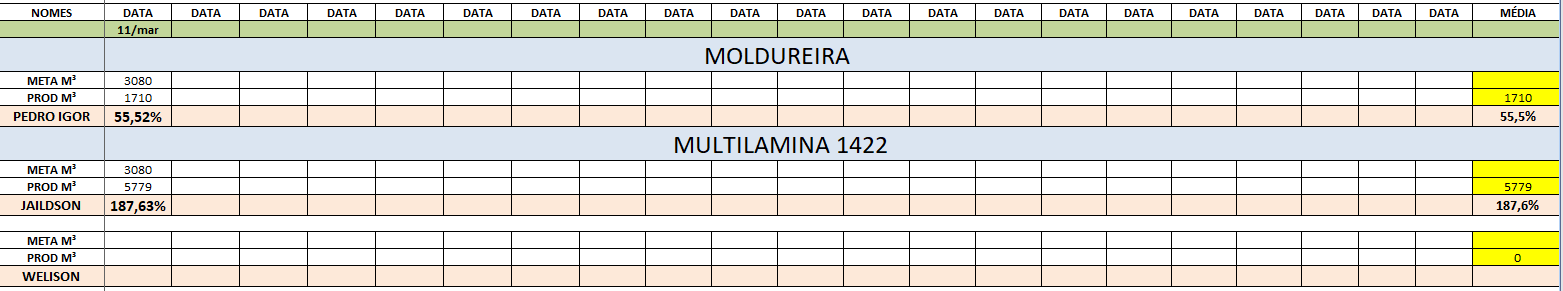 NOMES DATA DATA DATA DATA DATA DATA DATA DATA DATA DATA DATA DATA DATA DATA DATA DATA DATA DATA DATA DATA MÉDIA
11/mar
MOLDUREIRA
META M³ 3080
PROD M³ 1710 1710
PEDRO IGOR 55,52% 55,5%
MULTILAMINA 1422
META M³ 3080
PROD M³ 5779 5779
JAILDSON 187,63% 187,6%
META M³
PROD M³ 0
WELISON